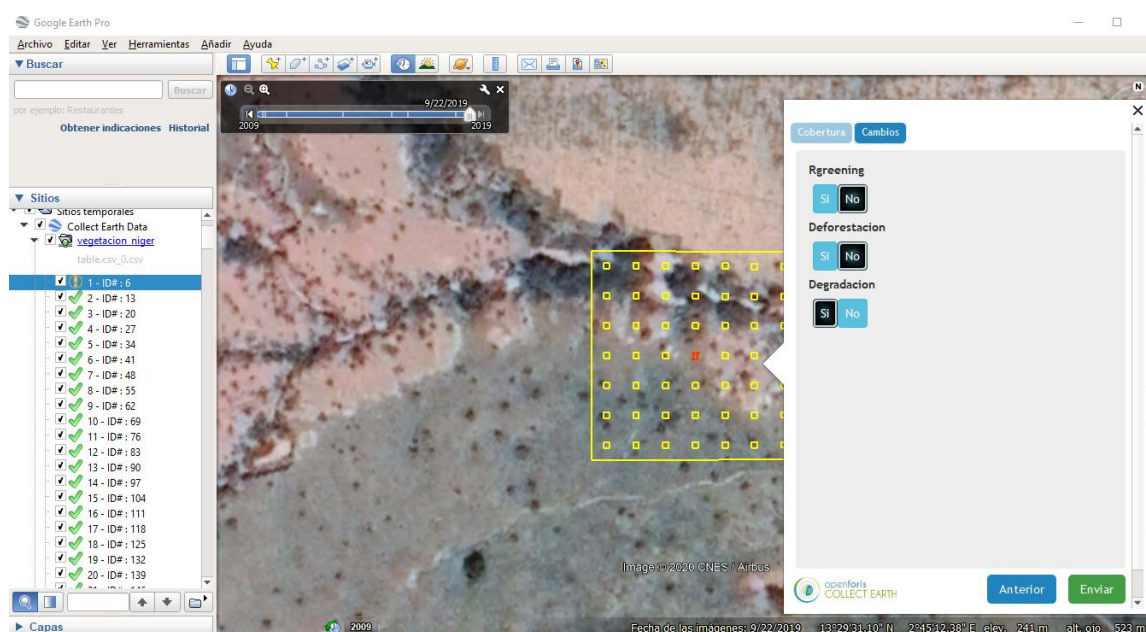 Google Earth Pro
Archivo Editar Ver Herramientas Añadir Ayuda
Buscar
Buscar
por ejemplo: Restaurantes
Obtener indicaciones Historial
Sitios
Sitios temporales
Collect Earth Data
vegetacion_niger
table.csv_0.csv
1 - ID# : 6
2 - ID# : 13
3 - ID# : 20
4 - ID# : 27
5 - ID# : 34
6 - ID# : 41
7 - ID# : 48
8 - ID# : 55
9 - ID# : 62
10 - ID# : 69
11 - ID# : 76
12 - ID# : 83
13 - ID# : 90
14 - ID# : 97
15 - ID# : 104
16 - ID# : 111
17 - ID# : 118
18 - ID# : 125
19 - ID# : 132
20 - ID# : 139
Capas
9/22/2019
2009 2019
N
Cobertura Cambios
Rgreening
Si No
Deforestacion
Si No
Degradacion
Si No
openforis
COLLECT EARTH
Anterior Enviar
Image © 2020 CNES / Airbus
2009 Fecha de las imágenes: 9/22/2019 13°29'31.10" N 2°45'12.38" E elev. 241 m alt. ojo 523 m